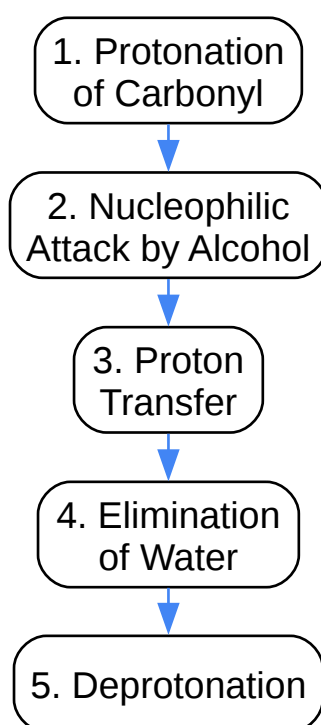 1. Protonation
of Carbonyl
2. Nucleophilic
Attack by Alcohol
3. Proton
Transfer
4. Elimination
of Water
5. Deprotonation